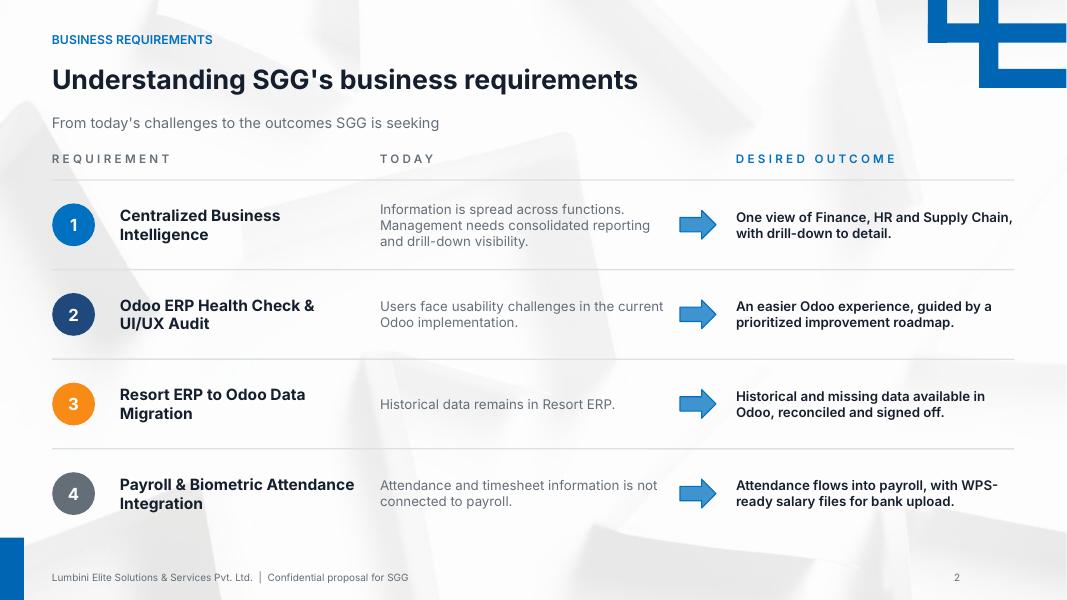 BUSINESS REQUIREMENTS
Understanding SGG's business requirements
From today's challenges to the outcomes SGG is seeking
REQUIREMENT
TODAY
DESIRED OUTCOME
1
Centralized Business
Intelligence
Information is spread across functions.
Management needs consolidated reporting
and drill-down visibility.
One view of Finance, HR and Supply Chain,
with drill-down to detail.
2
Odoo ERP Health Check &
UI/UX Audit
Users face usability challenges in the current
Odoo implementation.
An easier Odoo experience, guided by a
prioritized improvement roadmap.
3
Resort ERP to Odoo Data
Migration
Historical data remains in Resort ERP.
Historical and missing data available in
Odoo, reconciled and signed off.
4
Payroll & Biometric Attendance
Integration
Attendance and timesheet information is not
connected to payroll.
Attendance flows into payroll, with WPS-
ready salary files for bank upload.
Lumbini Elite Solutions & Services Pvt. Ltd. | Confidential proposal for SGG
2